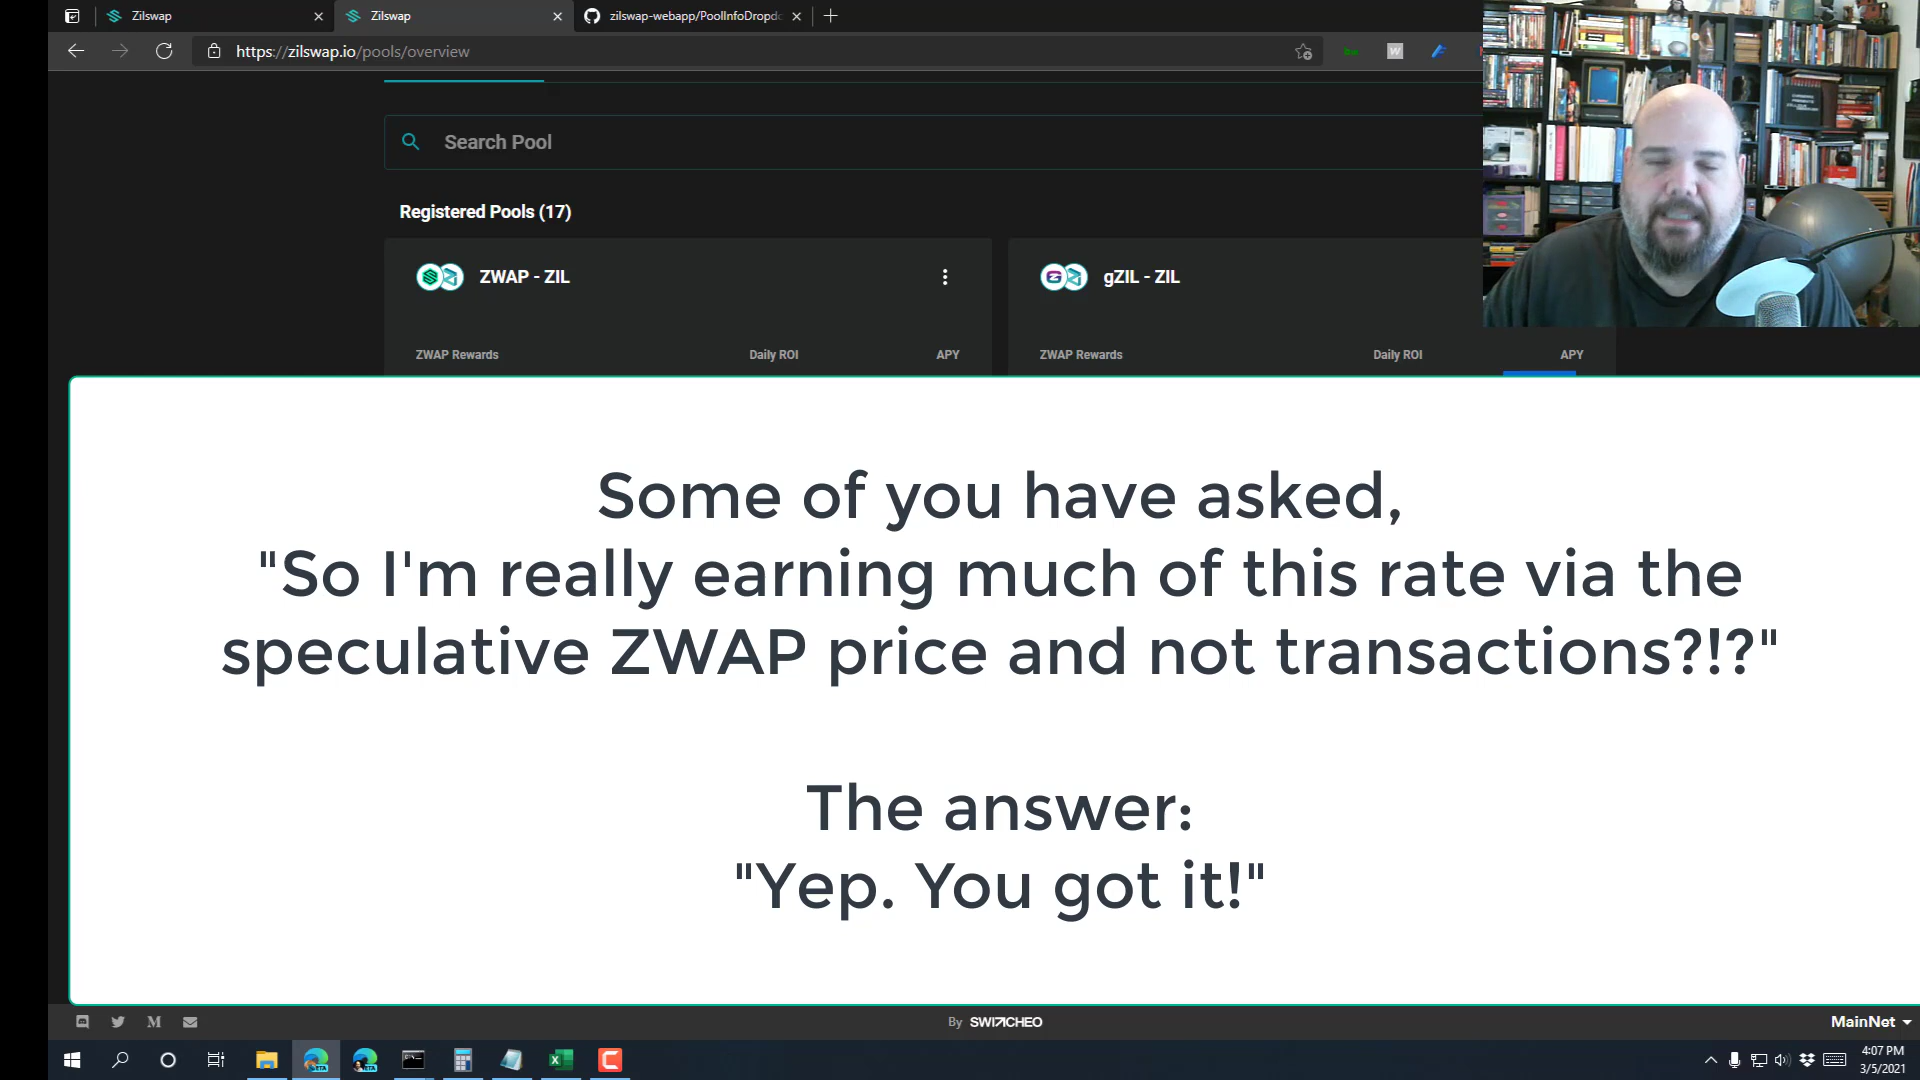 Zilswap
Zilswap
zilswap-webapp/PoolInfoDropdo
https://zilswap.io/pools/overview
Search Pool
Registered Pools (17)
ZWAP - ZIL
gZIL - ZIL
ZWAP Rewards Daily ROI APY
ZWAP Rewards Daily ROI APY
Some of you have asked,
"So I'm really earning much of this rate via the
speculative ZWAP price and not transactions?!?"
The answer:
"Yep. You got it!"
By SWITCHEO
MainNet
4:07 PM
3/5/2021